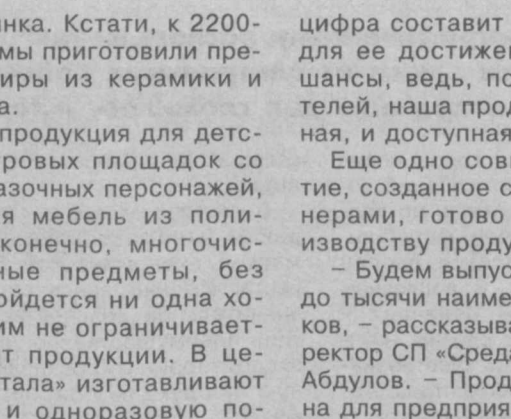 нка. Кстати, к 2200-
мы приготовили пре-
иры из керамики и
а.
продукция для детс-
ровых площадок со
азочных персонажей,
я мебель из поли-
конечно, многочис-
ные предметы, без
ойдется ни одна хо-
им не ограничивает-
т продукции. В це-
тала» изготавливают
и одноразовую по-
цифра составит
для ее достижен
шансы, ведь, по
телей, наша прод
ная, и доступная
Еще одно совм
тие, созданное с
нерами, готово
изводству проду
– Будем выпус
до тысячи наиме
ков, – рассказыва
ректор СП «Среда
Абдулов. – Прод
на для предприя